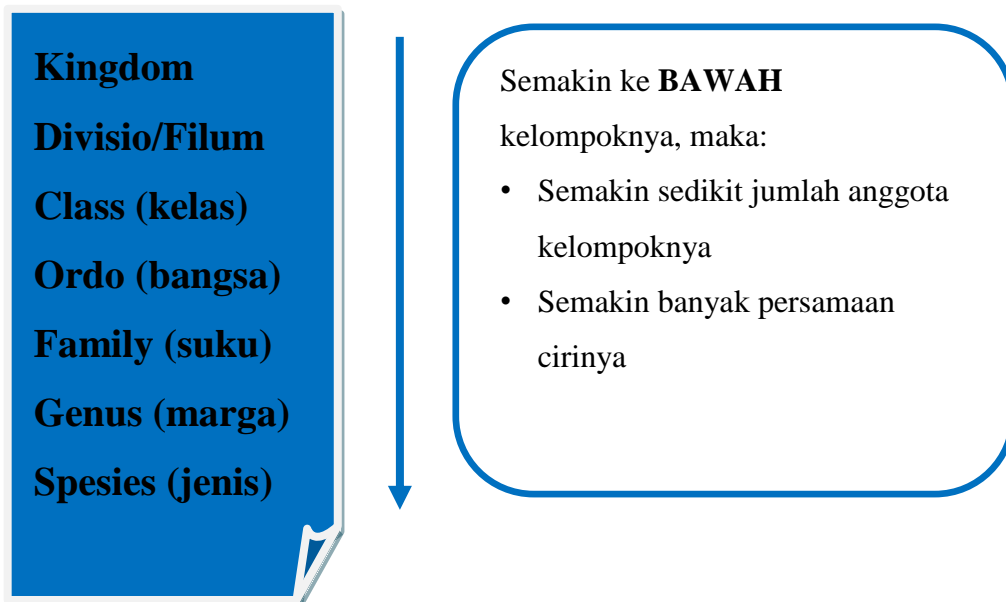 Kingdom
Divisio/Filum
Class (kelas)
Ordo (bangsa)
Family (suku)
Genus (marga)
Spesies (jenis)
Semakin ke BAWAH
kelompoknya, maka:
• Semakin sedikit jumlah anggota
kelompoknya
• Semakin banyak persamaan
cirinya